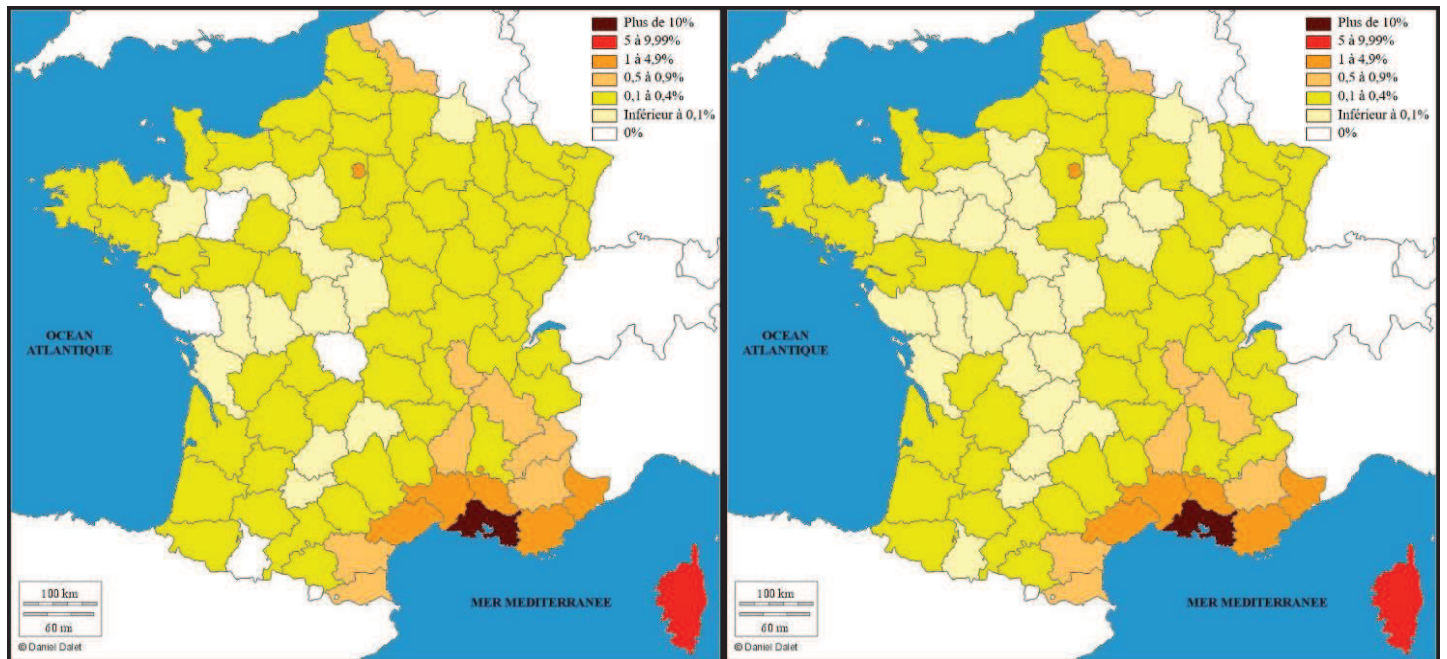 Plus de 10%
5 à 9,99%
1 à 4,9%
0,5 à 0,9%
0,1 à 0,4%
Inférieur à 0,1%
0%
OCEAN
ATLANTIQUE
MER MEDITERRANEE
100 km
60 mi
© Daniel Dalet
Plus de 10%
5 à 9,99%
1 à 4,9%
0,5 à 0,9%
0,1 à 0,4%
Inférieur à 0,1%
0%
OCEAN
ATLANTIQUE
MER MEDITERRANEE
100 km
60 mi
© Daniel Dalet